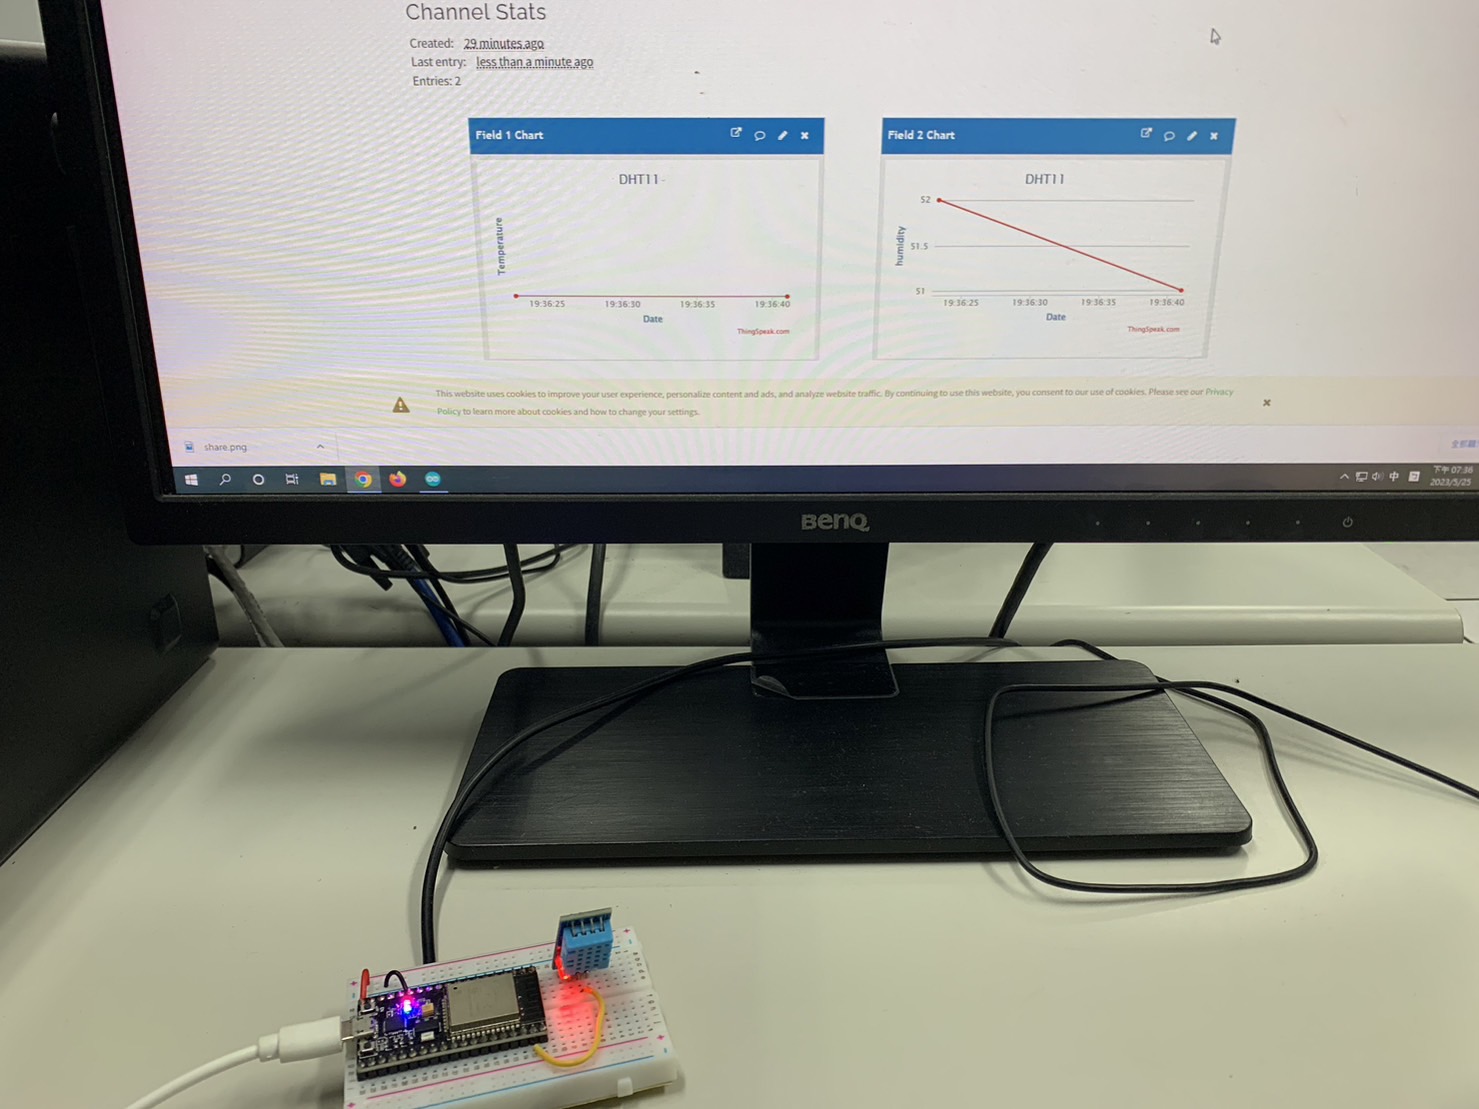 Channel Stats
Created: 29 minutes ago
Last entry: less than a minute ago
Entries: 2
Field 1 Chart
DHT11
Temperature
19:36:25 19:36:30 19:36:35 19:36:40
Date
ThingSpeak.com
Field 2 Chart
DHT11
humidity
52
51.5
51
19:36:25 19:36:30 19:36:35 19:36:40
Date
ThingSpeak.com
This website uses cookies to improve your user experience, personalize content and ads, and analyze website traffic. By continuing to use this website, you consent to our use of cookies. Please see our Privacy
Policy to learn more about cookies and how to change your settings.
share.png
中
下午 07:36
2023/5/25
BenQ